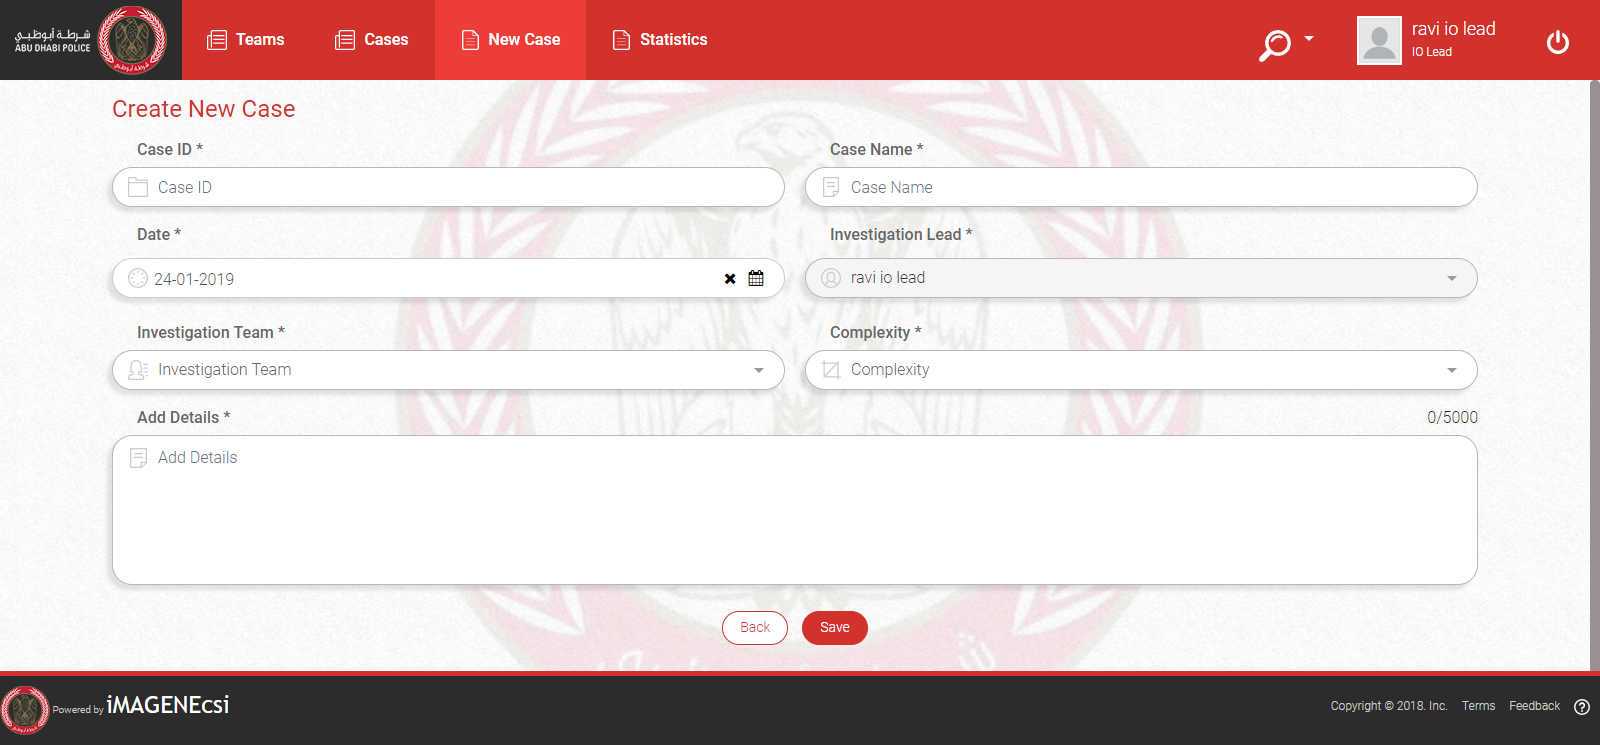 شرطة أبوظبي
ABU DHABI POLICE
شرطة أبوظبي
Teams
Cases
New Case
Statistics
ravi io lead
IO Lead
Create New Case
Case ID *
Case Name *
Case ID
Case Name
Date *
Investigation Lead *
24-01-2019
ravi io lead
Investigation Team *
Complexity *
Investigation Team
Complexity
Add Details *
0/5000
Add Details
Back
Save
Powered by iMAGENEcsi
Copyright © 2018. Inc.
Terms
Feedback